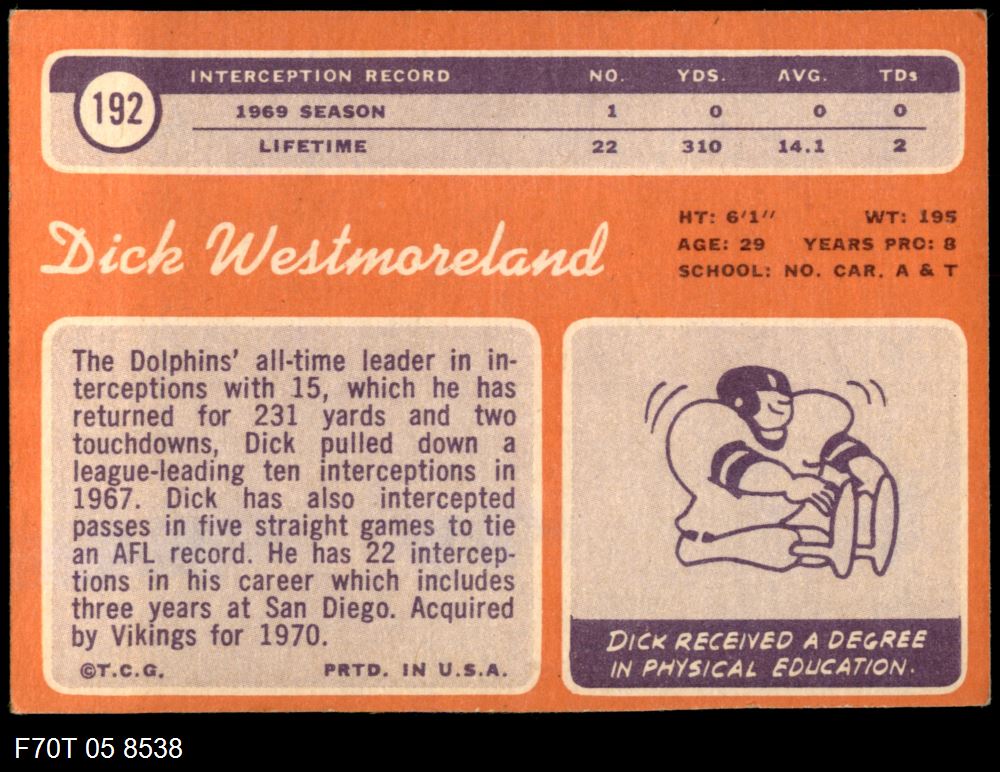 192
INTERCEPTION RECORD NO. YDS. AVG. TDs
1969 SEASON 1 0 0 0
LIFETIME 22 310 14.1 2
Dick Westmoreland
HT: 6'1" WT: 195
AGE: 29 YEARS PRO: 8
SCHOOL: NO. CAR. A & T
The Dolphins' all-time leader in in-
terceptions with 15, which he has
returned for 231 yards and two
touchdowns, Dick pulled down a
league-leading ten interceptions in
1967. Dick has also intercepted
passes in five straight games to tie
an AFL record. He has 22 intercep-
tions in his career which includes
three years at San Diego. Acquired
by Vikings for 1970.
©T.C.G. PRTD. IN U.S.A.
DICK RECEIVED A DEGREE
IN PHYSICAL EDUCATION.
F70T 05 8538